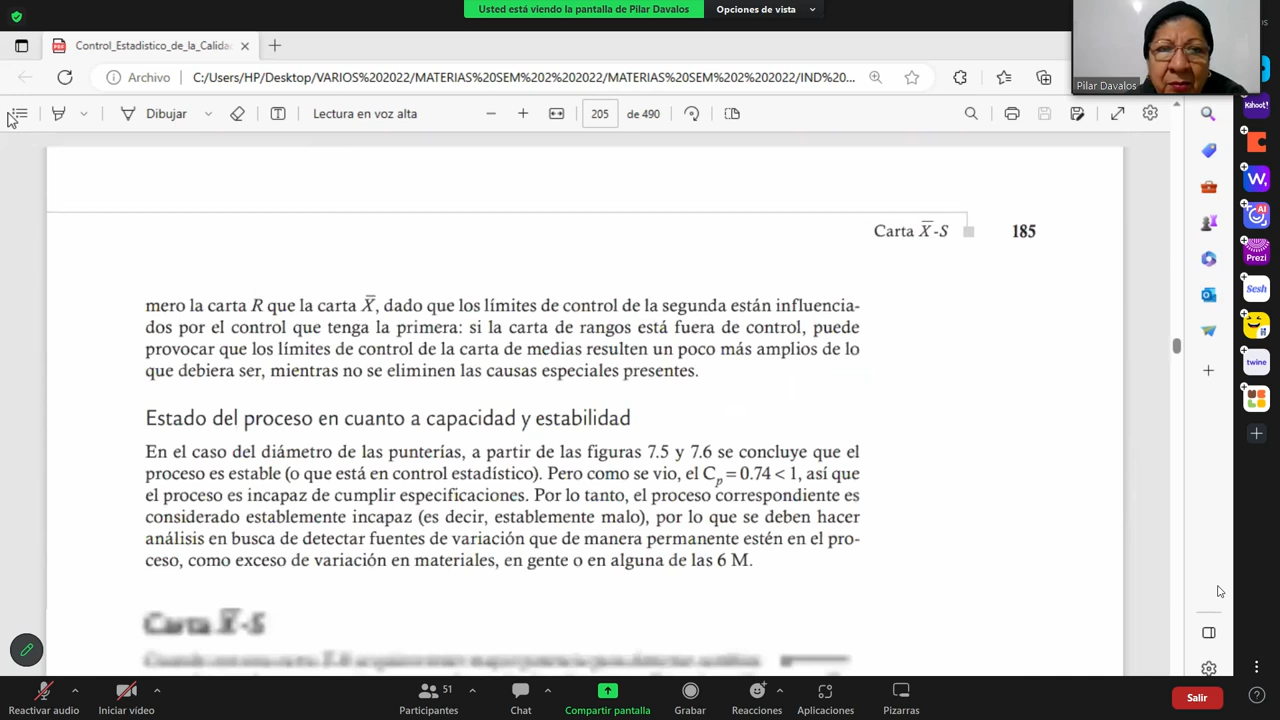 Usted está viendo la pantalla de Pilar Davalos
Opciones de vista
Control_Estadistico_de_la_Calida
Archivo
C:/Users/HP/Desktop/VARIOS%202022/MATERIAS%20SEM%202%202022/MATERIAS%20SEM%202%202022/IND%20...
Pilar Davalos
Dibujar
Lectura en voz alta
205
de 490
Kahoot!
AI
Prezi
Sesh
twine
Carta X̅-S
185
mero la carta R que la carta X̅, dado que los límites de control de la segunda están influencia-
dos por el control que tenga la primera: si la carta de rangos está fuera de control, puede
provocar que los límites de control de la carta de medias resulten un poco más amplios de lo
que debiera ser, mientras no se eliminen las causas especiales presentes.
Estado del proceso en cuanto a capacidad y estabilidad
En el caso del diámetro de las punterías, a partir de las figuras 7.5 y 7.6 se concluye que el
proceso es estable (o que está en control estadístico). Pero como se vio, el Cp = 0.74 < 1, así que
el proceso es incapaz de cumplir especificaciones. Por lo tanto, el proceso correspondiente es
considerado establemente incapaz (es decir, establemente malo), por lo que se deben hacer
análisis en busca de detectar fuentes de variación que de manera permanente estén en el pro-
ceso, como exceso de variación en materiales, en gente o en alguna de las 6 M.
Carta X̅-S
Reactivar audio
Iniciar video
51
Participantes
Chat
Compartir pantalla
Grabar
Reacciones
Aplicaciones
Pizarras
Salir